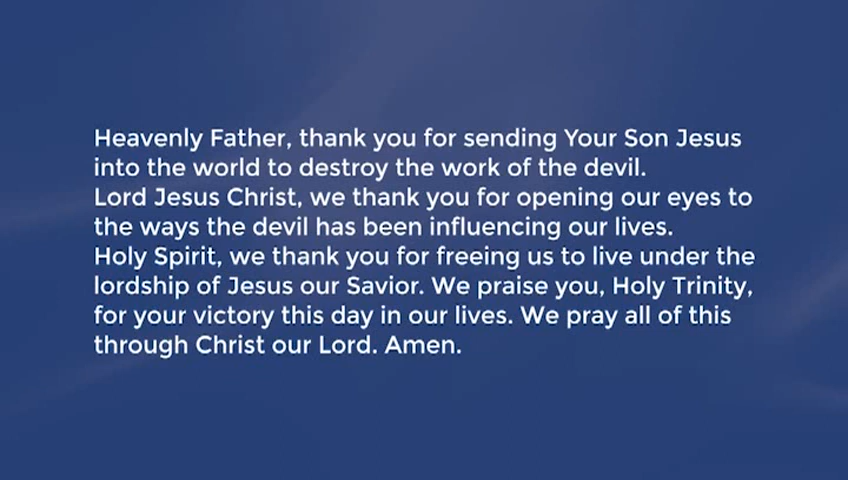 Heavenly Father, thank you for sending Your Son Jesus
into the world to destroy the work of the devil.
Lord Jesus Christ, we thank you for opening our eyes to
the ways the devil has been influencing our lives.
Holy Spirit, we thank you for freeing us to live under the
lordship of Jesus our Savior. We praise you, Holy Trinity,
for your victory this day in our lives. We pray all of this
through Christ our Lord. Amen.